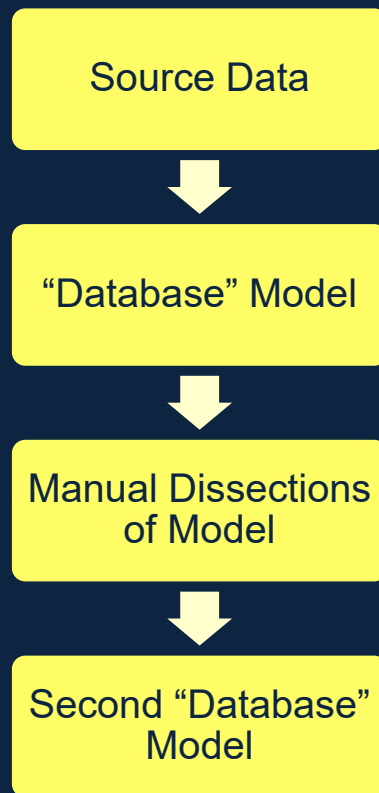 Source Data
“Database” Model
Manual Dissections
of Model
Second “Database”
Model